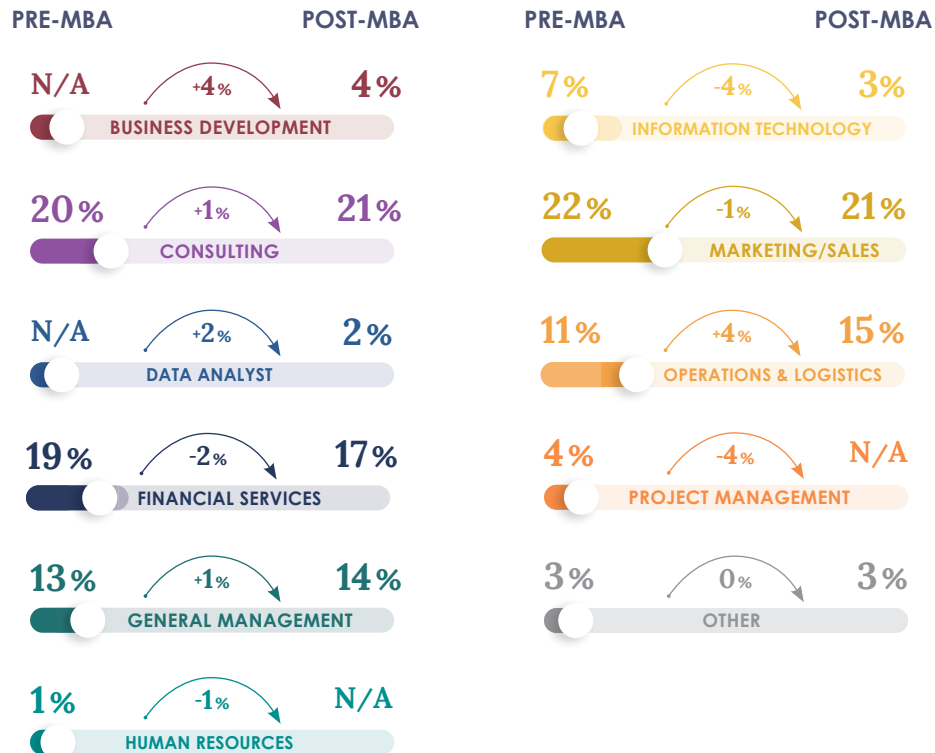 PRE-MBA POST-MBA
N/A +4% 4%
BUSINESS DEVELOPMENT
20% +1% 21%
CONSULTING
N/A +2% 2%
DATA ANALYST
19% -2% 17%
FINANCIAL SERVICES
13% +1% 14%
GENERAL MANAGEMENT
1% -1% N/A
HUMAN RESOURCES
PRE-MBA POST-MBA
7% -4% 3%
INFORMATION TECHNOLOGY
22% -1% 21%
MARKETING/SALES
11% +4% 15%
OPERATIONS & LOGISTICS
4% -4% N/A
PROJECT MANAGEMENT
3% 0% 3%
OTHER